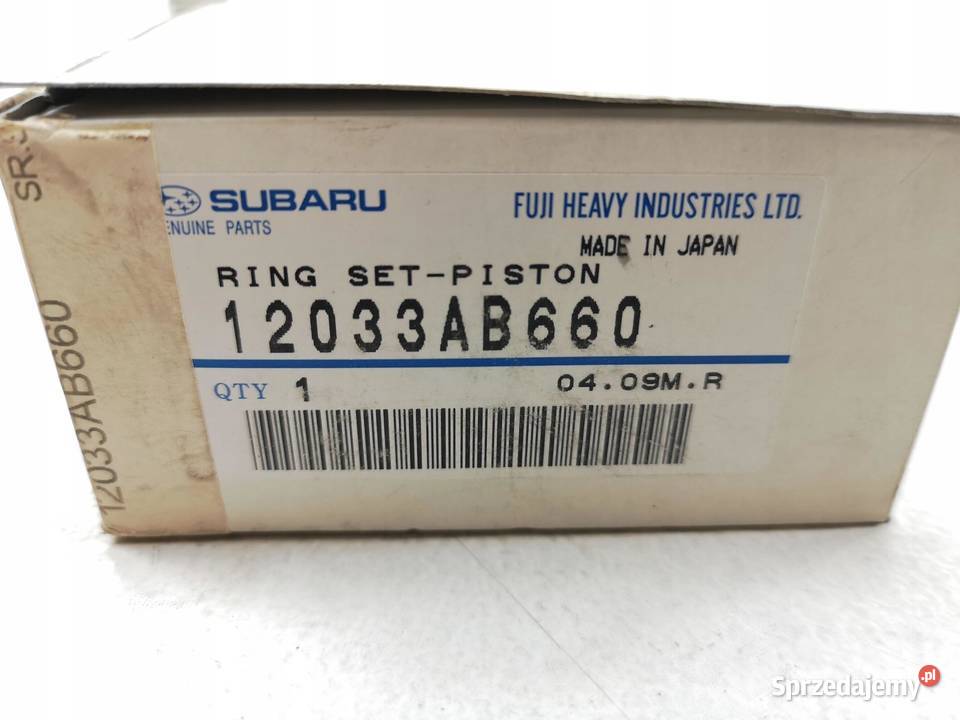 SUBARU
GENUINE PARTS
FUJI HEAVY INDUSTRIES LTD.
MADE IN JAPAN
RING SET-PISTON
12033AB660
QTY 1
04.09M.R
12033AB660
SR.
Sprzedajemy.pl